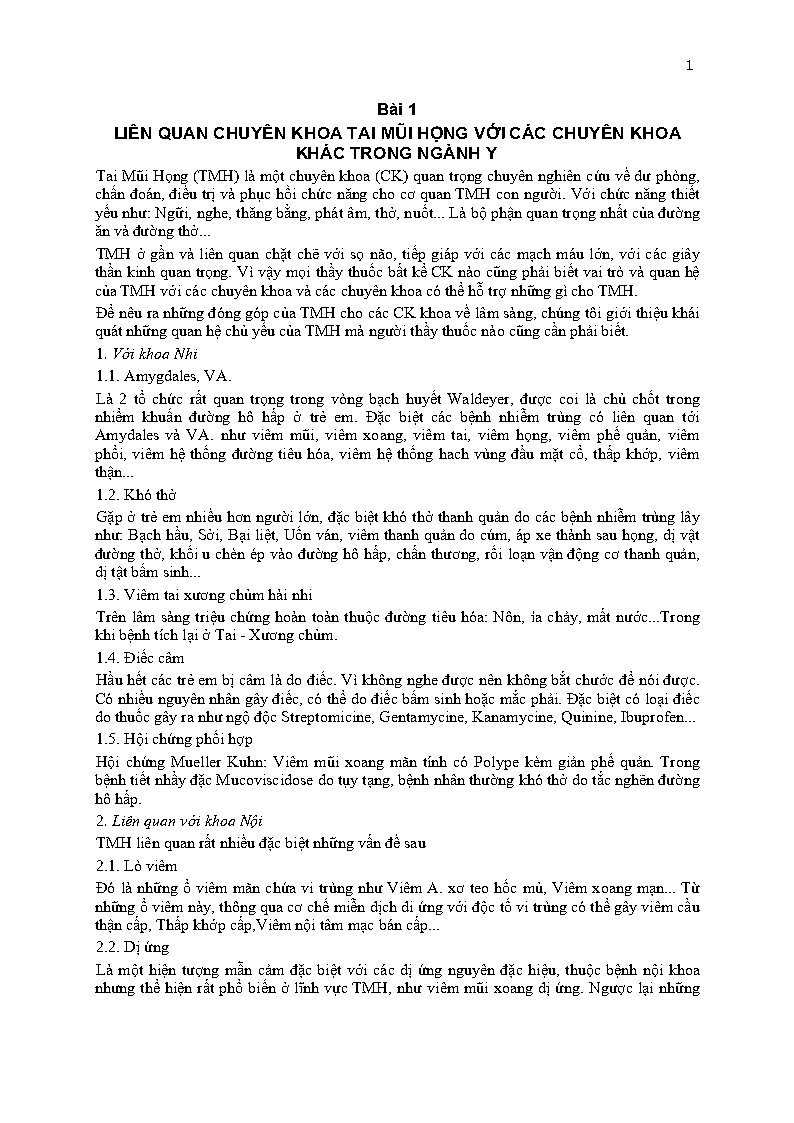 1
Bài 1
LIÊN QUAN CHUYÊN KHOA TAI MŨI HỌNG VỚI CÁC CHUYÊN KHOA
KHÁC TRONG NGÀNH Y
Tai Mũi Họng (TMH) là một chuyên khoa (CK) quan trọng chuyên nghiên cứu về dư phòng,
chẩn đoán, điều trị và phục hồi chức năng cho cơ quan TMH con người. Với chức năng thiết
yếu như: Ngữi, nghe, thăng bằng, phát âm, thở, nuốt... Là bộ phận quan trọng nhất của đường
ăn và đường thở...
TMH ở gần và liên quan chặt chẽ với sọ não, tiếp giáp với các mạch máu lớn, với các giây
thần kinh quan trọng. Vì vậy mọi thầy thuốc bất kể CK nào cũng phải biết vai trò và quan hệ
của TMH với các chuyên khoa và các chuyên khoa có thể hỗ trợ những gì cho TMH.
Để nêu ra những đóng góp của TMH cho các CK khoa về lâm sàng, chúng tôi giới thiệu khái
quát những quan hệ chủ yếu của TMH mà người thầy thuốc nào cũng cần phải biết.
1. Với khoa Nhi
1.1. Amygdales, VA.
Là 2 tổ chức rất quan trọng trong vòng bạch huyết Waldeyer, được coi là chủ chốt trong
nhiểm khuẩn đường hô hấp ở trẻ em. Đặc biệt các bệnh nhiễm trùng có liên quan tới
Amydales và VA. như viêm mũi, viêm xoang, viêm tai, viêm họng, viêm phế quản, viêm
phổi, viêm hệ thống đường tiêu hóa, viêm hệ thống hach vùng đầu mặt cổ, thấp khớp, viêm
thận...
1.2. Khó thở
Gặp ở trẻ em nhiều hơn người lớn, đặc biệt khó thở thanh quản do các bệnh nhiễm trùng lây
như: Bạch hầu, Sởi, Bại liệt, Uốn ván, viêm thanh quản do cúm, áp xe thành sau họng, dị vật
đường thở, khối u chèn ép vào đường hô hấp, chấn thương, rối loạn vận động cơ thanh quản,
dị tật bẩm sinh...
1.3. Viêm tai xương chủm hài nhi
Trên lâm sàng triệu chứng hoàn toàn thuộc đường tiêu hóa: Nôn, ỉa chảy, mất nước...Trong
khi bệnh tích lại ở Tai - Xương chủm.
1.4. Điếc câm
Hầu hết các trẻ em bị câm là do điếc. Vì không nghe được nên không bắt chước để nói được.
Có nhiều nguyên nhân gây điếc, có thể do điếc bẩm sinh hoặc mắc phải. Đặc biệt có loại điếc
do thuốc gây ra như ngộ độc Streptomicine, Gentamycine, Kanamycine, Quinine, Ibuprofen...
1.5. Hội chứng phối hợp
Hội chứng Mueller Kuhn: Viêm mũi xoang mãn tính có Polype kèm giản phế quản. Trong
bệnh tiết nhầy đặc Mucoviscidose do tụy tạng, bệnh nhân thường khó thở do tắc nghẽn đường
hô hấp.
2. Liên quan với khoa Nội
TMH liên quan rất nhiều đặc biệt những vấn đề sau
2.1. Lò viêm
Đó là những ổ viêm mãn chứa vi trùng như Viêm A. xơ teo hốc mủ, Viêm xoang mạn... Từ
những ổ viêm này, thông qua cơ chế miễn dịch di ứng với độc tố vi trùng có thể gây viêm cầu
thận cấp, Thấp khớp cấp,Viêm nội tâm mạc bán cấp...
2.2. Dị ứng
Là một hiện tượng mẫn cảm đặc biệt với các dị ứng nguyên đặc hiệu, thuộc bệnh nội khoa
nhưng thể hiện rất phổ biến ở lĩnh vực TMH, như viêm mũi xoang dị ứng. Ngược lại những